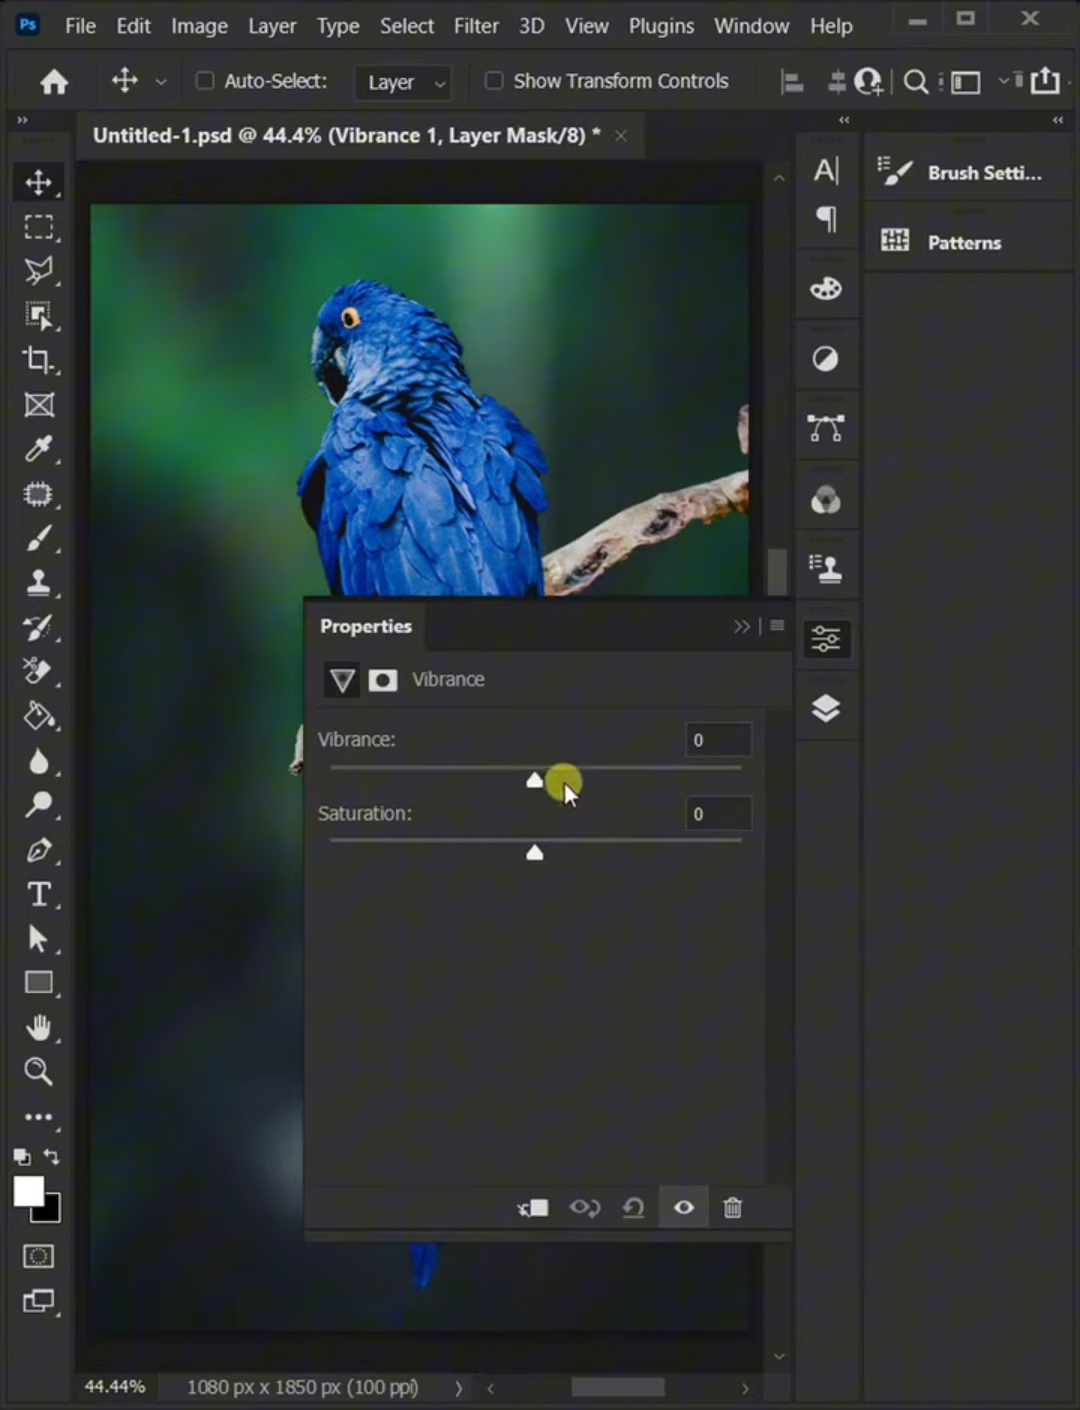 Ps File Edit Image Layer Type Select Filter 3D View Plugins Window Help
Auto-Select: Layer Show Transform Controls
Untitled-1.psd @ 44.4% (Vibrance 1, Layer Mask/8) *
Brush Setti...
Patterns
Properties
Vibrance
Vibrance: 0
Saturation: 0
44.44% 1080 px x 1850 px (100 ppi)